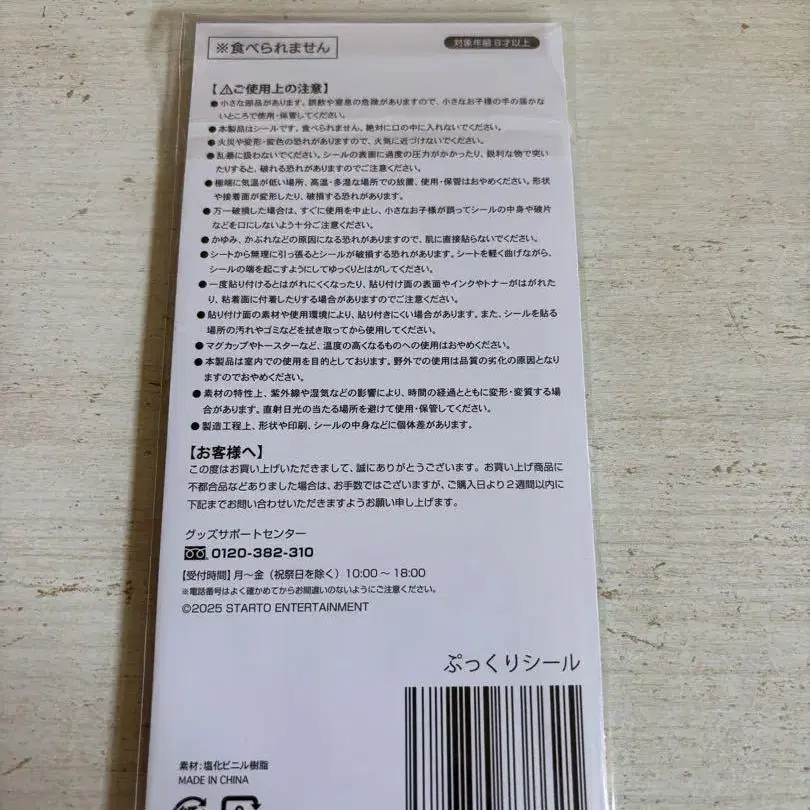 ※食べられません
対象年齢8才以上
【⚠ご使用上の注意】
●小さな部品があります。誤飲や窒息の危険がありますので、小さなお子様の手の届かな
いところで使用・保管してください。
●本製品はシールです。食べられません。絶対に口の中に入れないでください。
●火災や変形・変色の恐れがありますので、火気に近づけないでください。
●乱暴に扱わないでください。シールの表面に過度の圧力がかかったり、鋭利な物で突い
たりすると、破れる恐れがありますのでご注意ください。
●極端に気温が低い場所、高温・多湿な場所での放置、使用・保管はおやめください。形状
や接着面が変形したり、破損する恐れがあります。
●万一破損した場合は、すぐに使用を中止し、小さなお子様が誤ってシールの中身や破片
などを口にしないよう十分ご注意ください。
●かゆみ、かぶれなどの原因になる恐れがありますので、肌に直接貼らないでください。
●シートから無理に引っ張るとシールが破損する恐れがあります。シートを軽く曲げながら、
シールの端を起こすようにしてゆっくりとはがしてください。
●一度貼り付けるとはがれにくくなったり、貼り付け面の表面やインクやトナーがはがれた
り、粘着面に付着したりする場合がありますのでご注意ください。
●貼り付け面の素材や使用環境により、貼り付きにくい場合があります。また、シールを貼る
場所の汚れやゴミなどを拭き取ってから使用してください。
●マグカップやトースターなど、温度の高くなるものへの使用はおやめください。
●本製品は室内での使用を目的としております。野外での使用は品質の劣化の原因となり
ますのでおやめください。
●素材の特性上、紫外線や湿気などの影響により、時間の経過とともに変形・変質する場
合があります。直射日光の当たる場所を避けて使用・保管してください。
●製造工程上、形状や印刷、シールの中身などに個体差があります。
【お客様へ】
この度はお買い上げいただきまして、誠にありがとうございます。お買い上げ商品に
不都合品などありました場合は、お手数ではございますが、ご購入日より2週間以内に
下記までお問い合わせいただきますようお願い申し上げます。
グッズサポートセンター
0120-382-310
【受付時間】月～金（祝祭日を除く）10:00～18:00
※電話番号はよく確かめてからお間違いのないようにご注意ください。
©2025 STARTO ENTERTAINMENT
ぷっくりシール
素材:塩化ビニル樹脂
MADE IN CHINA